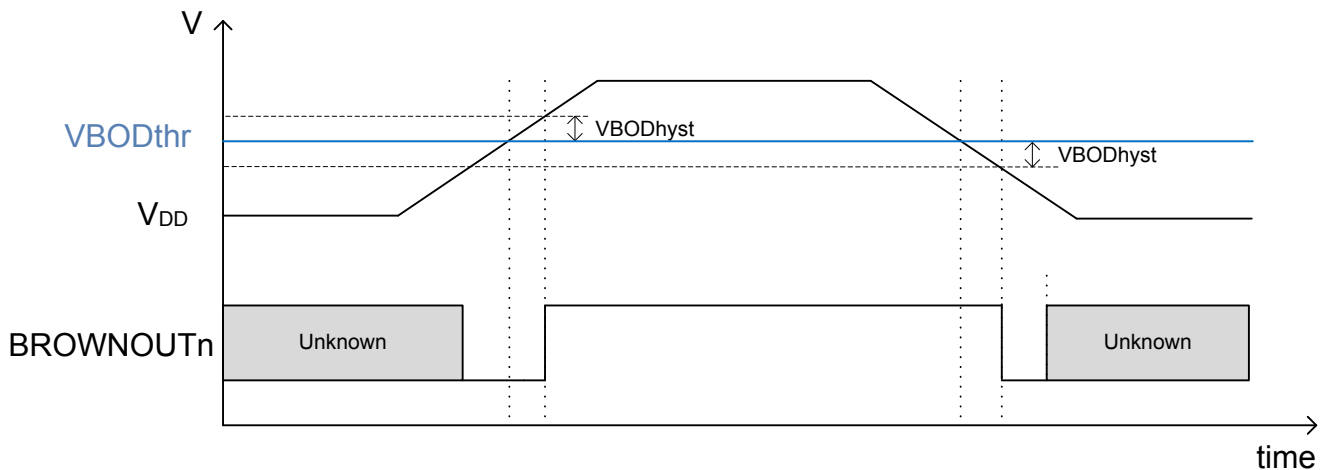 V
VBODhyst
VBODthr
VBODhyst
VDD
Unknown
Unknown
BROWNOUTn
time